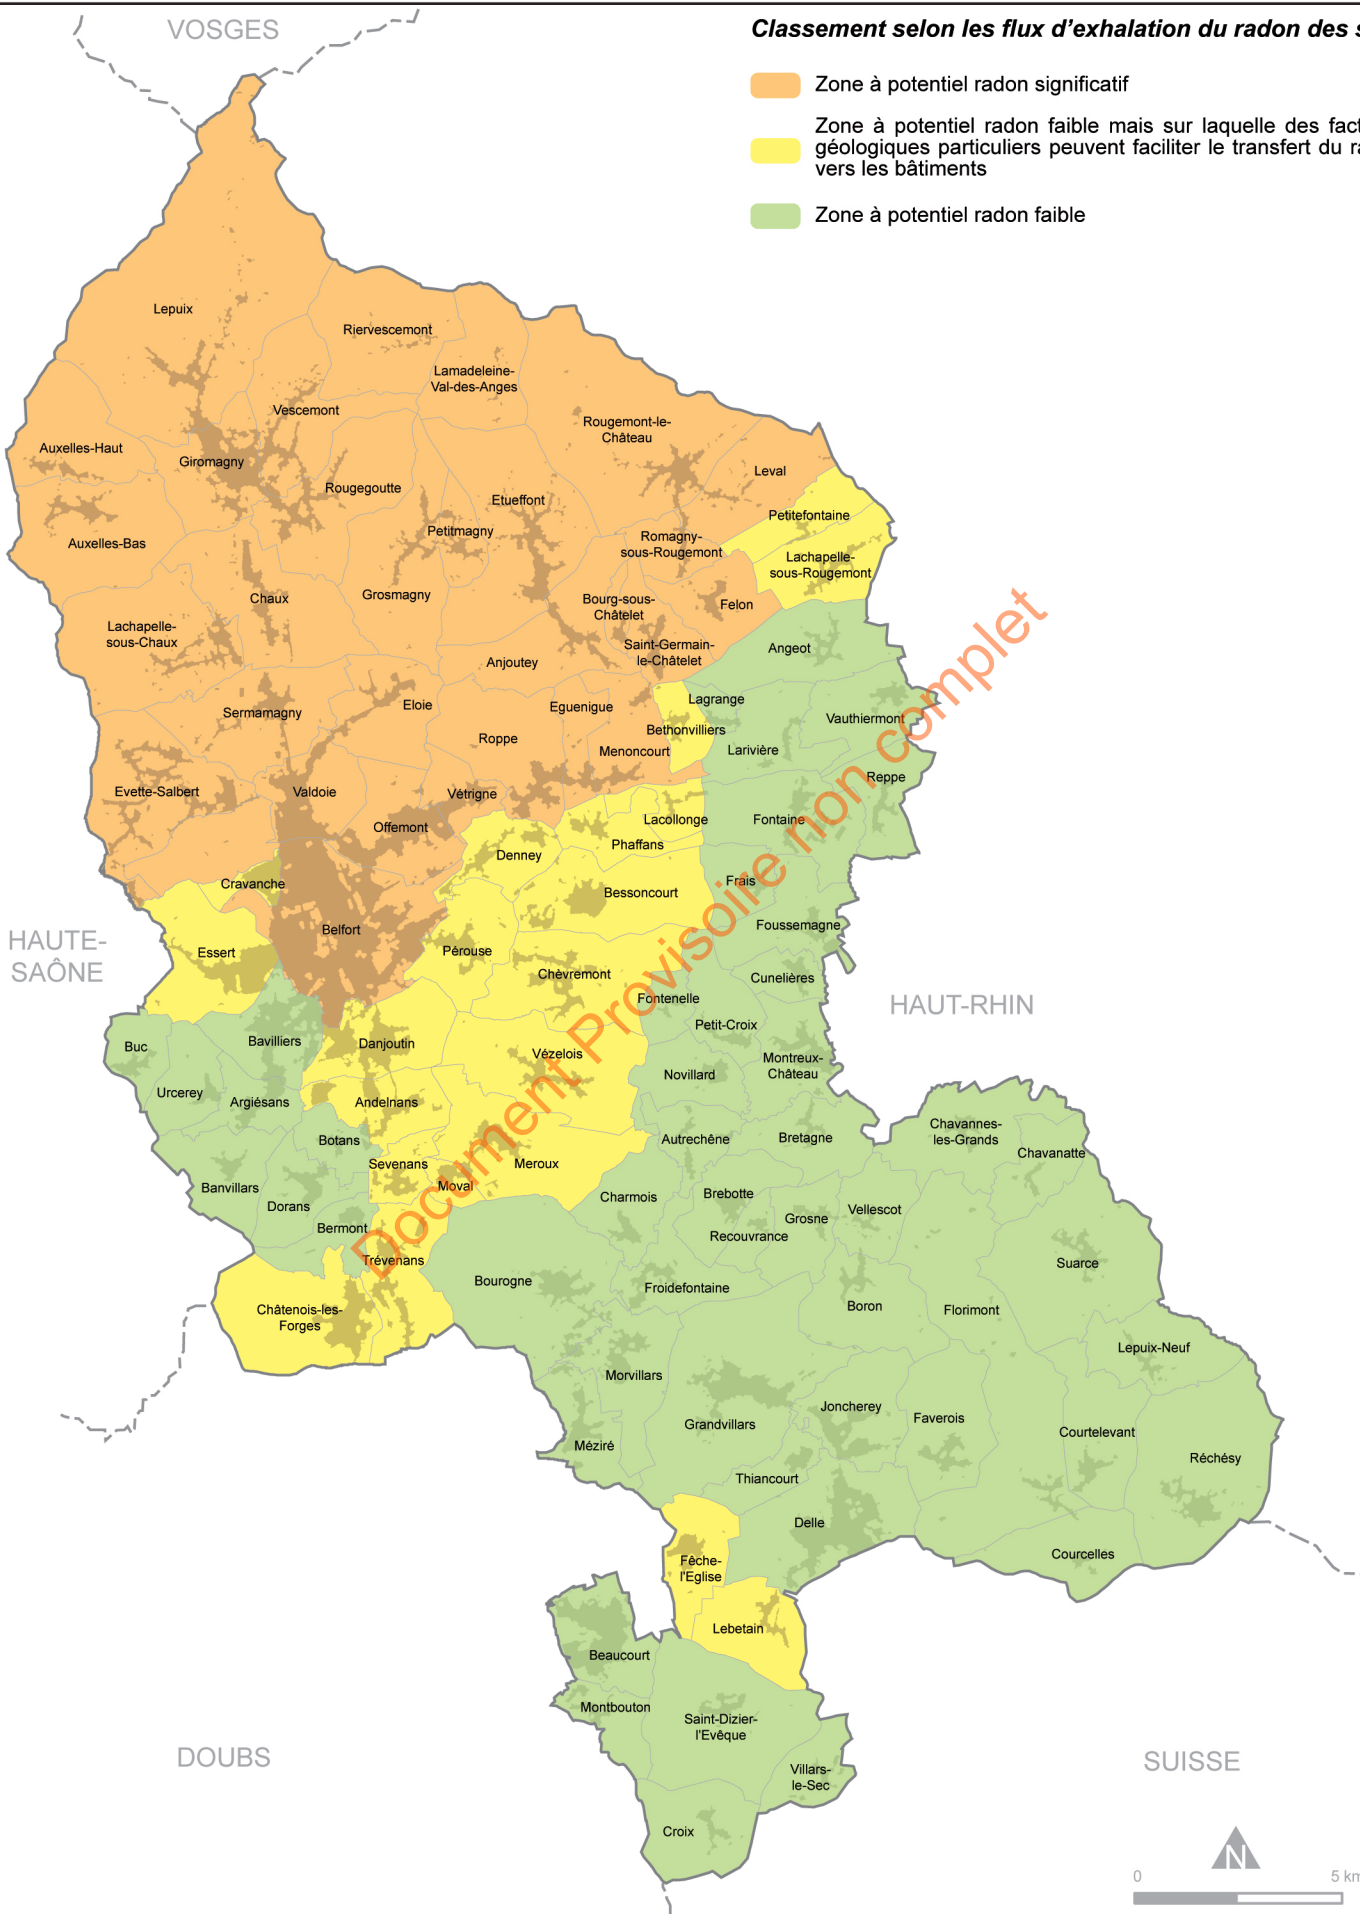 VOSGES
Classement selon les flux d'exhalation du radon des
Zone à potentiel radon significatif
Zone à potentiel radon faible mais sur laquelle des
géologiques particuliers peuvent faciliter le transfert du
vers les bâtiments
Zone à potentiel radon faible
Lepuix
Riervescemont
Lamadeleine-
Val-des-Anges
Vescemont
Rougemont-le-
Château
Auxelles-Haut
Giromagny
Leval
Rougegoutte
Etueffont
Petitefontaine
Petitmagny
Auxelles-Bas
Romagny-
sous-Rougemont
Lachapelle-
sous-Rougemont
Chaux
Grosmagny
Bourg-sous-
Châtelet
Felon
Lachapelle-
sous-Chaux
Saint-Germain-
le-Châtelet
Angeot
Anjoutey
Lagrange
Eloie
Eguenigue
Sermamagny
Vauthiermont
Bethonvilliers
Roppe
Menoncourt
Larivière
Reppe
Evette-Salbert
Valdoie
Vétrigne
Offemont
Lacollonge
Fontaine
Phaffans
Denney
Cravanche
Frais
Bessoncourt
Belfort
Foussemagne
HAUTE-
SAÔNE
Essert
Pérouse
Chèvremont
Cunelières
Fontenelle
HAUT-RHIN
Petit-Croix
Buc
Bavilliers
Danjoutin
Vézelois
Montreux-
Château
Novillard
Urcerey
Argiésans
Andelnans
Botans
Autrechêne
Bretagne
Chavannes-
les-Grands
Chavanatte
Sevenans
Meroux
Moval
Banvillars
Charmois
Brebotte
Dorans
Vellescot
Grosne
Bermont
Recouvrance
Trévenans
Suarce
Bourogne
Froidefontaine
Châtenois-les-
Forges
Boron
Florimont
Lepuix-Neuf
Morvillars
Joncherey
Faverois
Grandvillars
Courtelevant
Méziré
Réchésy
Thiancourt
Delle
Courcelles
Fêche-
l'Eglise
Lebetain
Beaucourt
Montbouton
Saint-Dizier-
l'Evêque
DOUBS
SUISSE
Villars-
le-Sec
Croix
N
0 5 km
Document Provisoire non complet